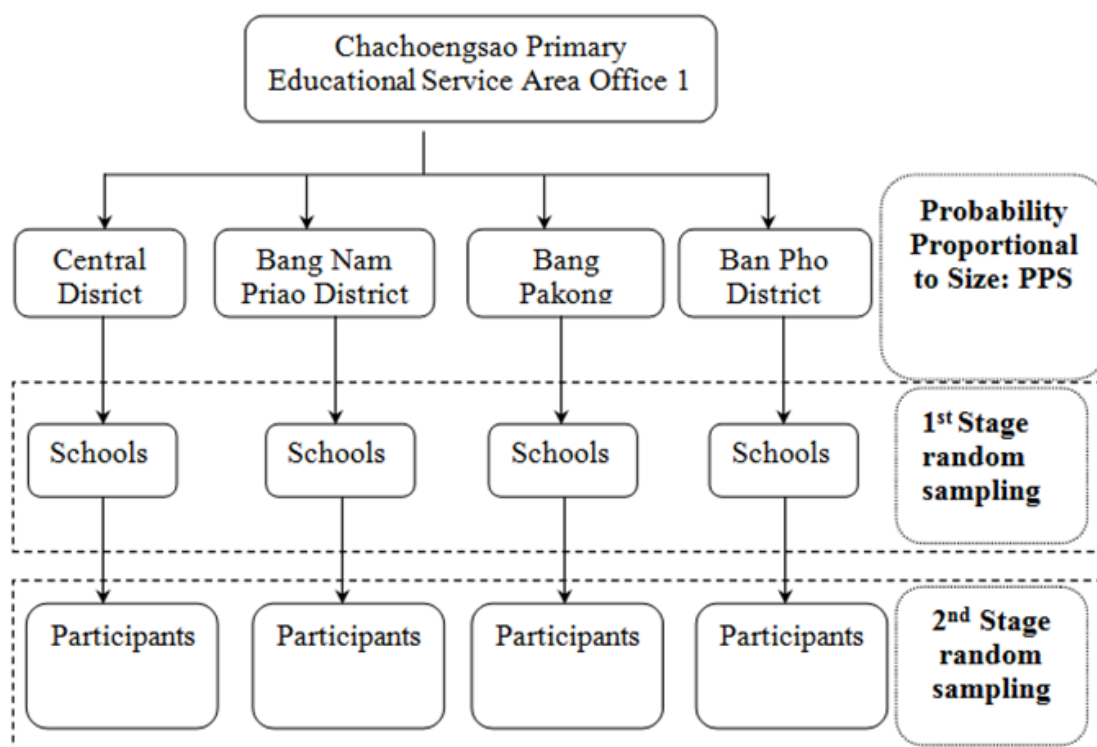 Chachoengsao Primary
Educational Service Area Office 1
Central
Disrict
Bang Nam
Priao District
Bang
Pakong
Ban Pho
District
Probability
Proportional
to Size: PPS
Schools
Schools
Schools
Schools
1st Stage
random
sampling
Participants
Participants
Participants
Participants
2nd Stage
random
sampling